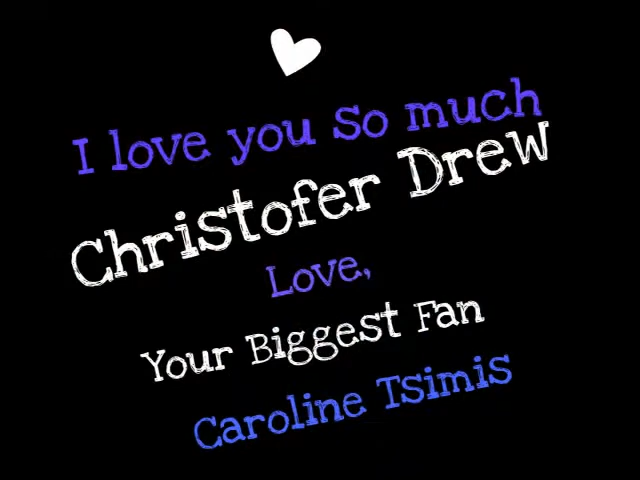 I love you so much
Christofer Drew
Love,
Your Biggest Fan
Caroline Tsimis